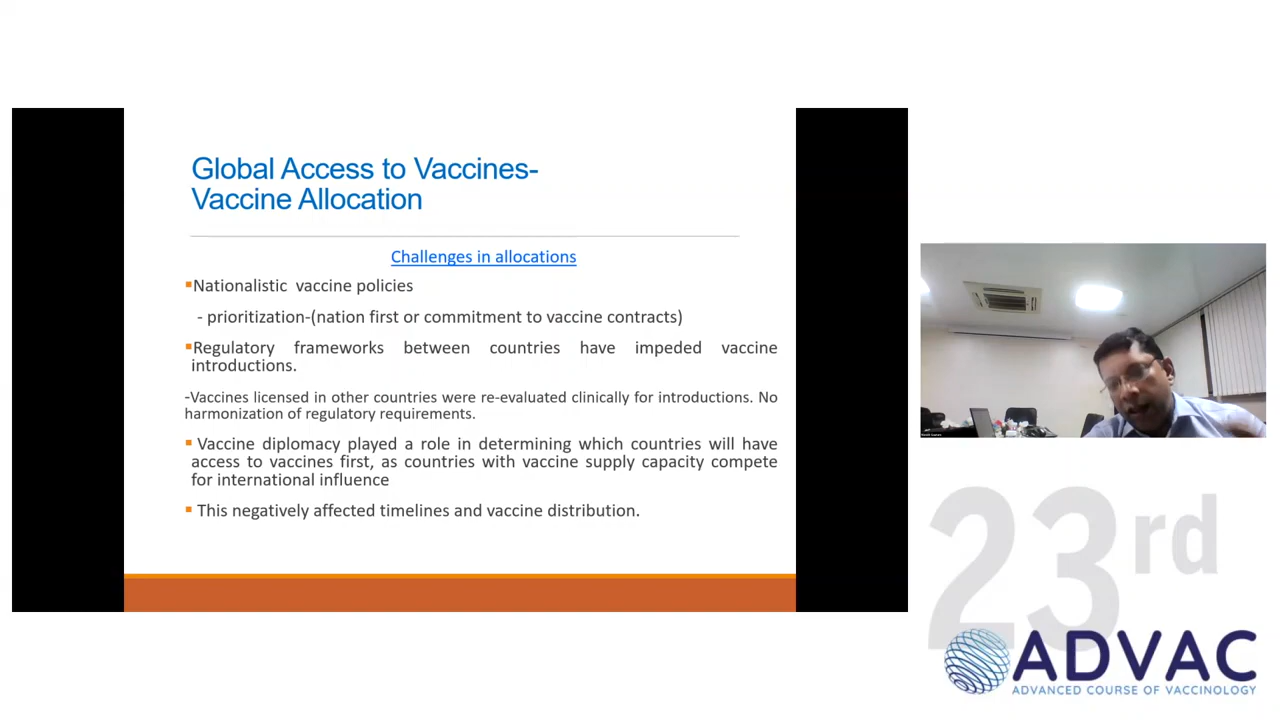 Global Access to Vaccines-
Vaccine Allocation
Challenges in allocations
▪Nationalistic vaccine policies
- prioritization-(nation first or commitment to vaccine contracts)
▪Regulatory frameworks between countries have impeded vaccine
introductions.
-Vaccines licensed in other countries were re-evaluated clinically for introductions. No
harmonization of regulatory requirements.
▪ Vaccine diplomacy played a role in determining which countries will have
access to vaccines first, as countries with vaccine supply capacity compete
for international influence
▪ This negatively affected timelines and vaccine distribution.
23rd
ADVAC
ADVANCED COURSE OF VACCINOLOGY